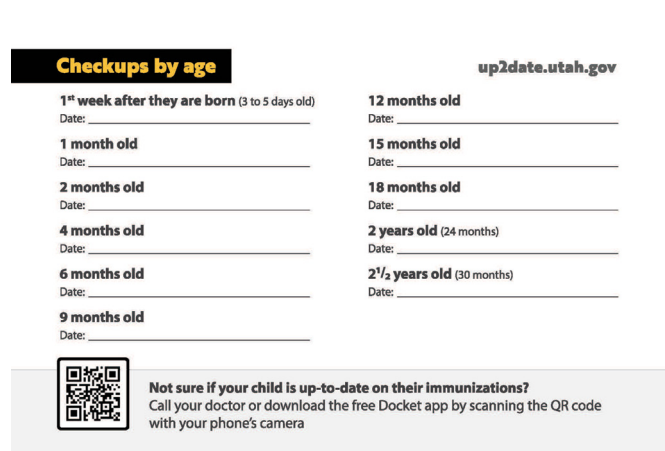 Checkups by age
up2date.utah.gov
1st week after they are born (3 to 5 days old)
Date:
1 month old
Date:
2 months old
Date:
4 months old
Date:
6 months old
Date:
9 months old
Date:
12 months old
Date:
15 months old
Date:
18 months old
Date:
2 years old (24 months)
Date:
2 1/2 years old (30 months)
Date:
Not sure if your child is up-to-date on their immunizations?
Call your doctor or download the free Docket app by scanning the QR code
with your phone's camera